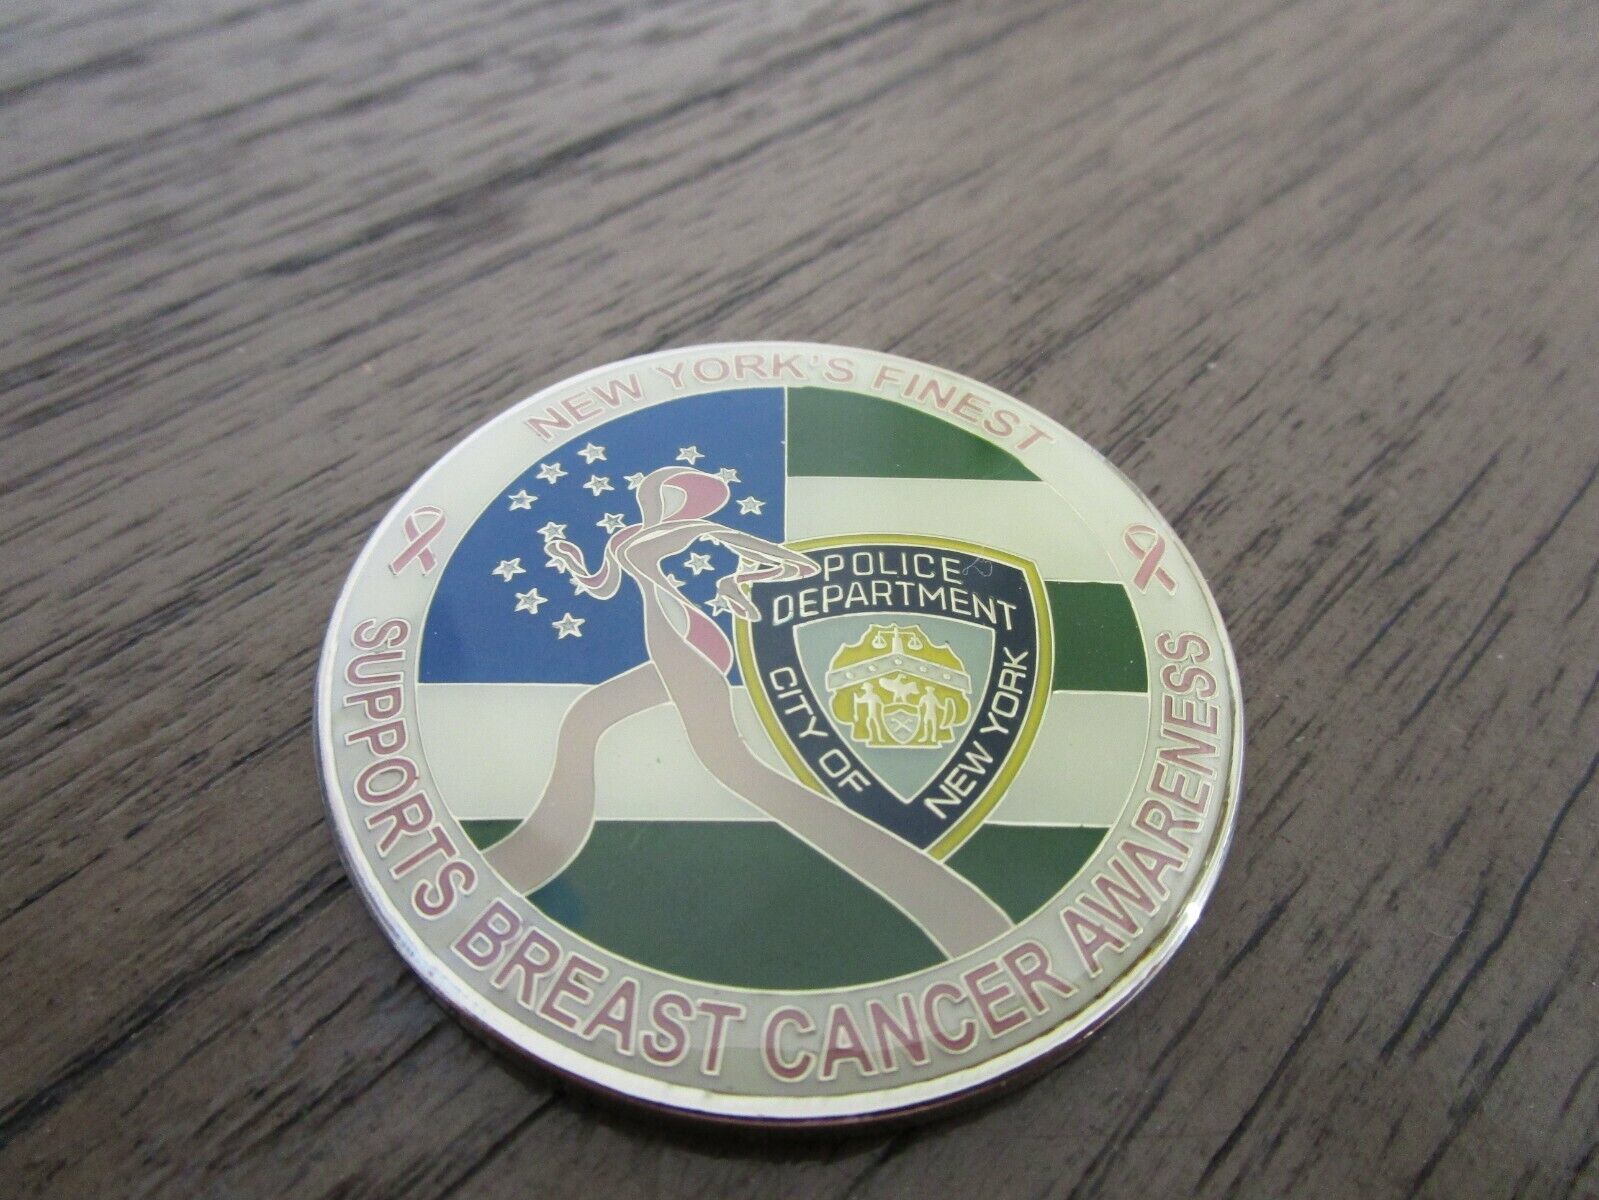 NEW YORK'S FINEST
POLICE
DEPARTMENT
CITY OF
NEW YORK
SUPPORTS BREAST CANCER AWARENESS